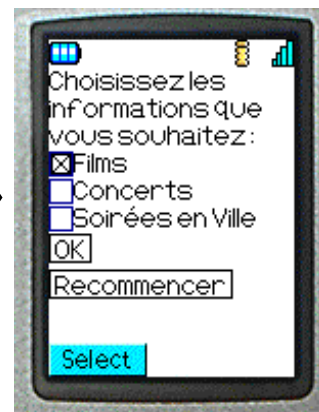 Choisissez les
informations que
vous souhaitez :
Films
Concerts
Soirées en Ville
OK
Recommencer
Select